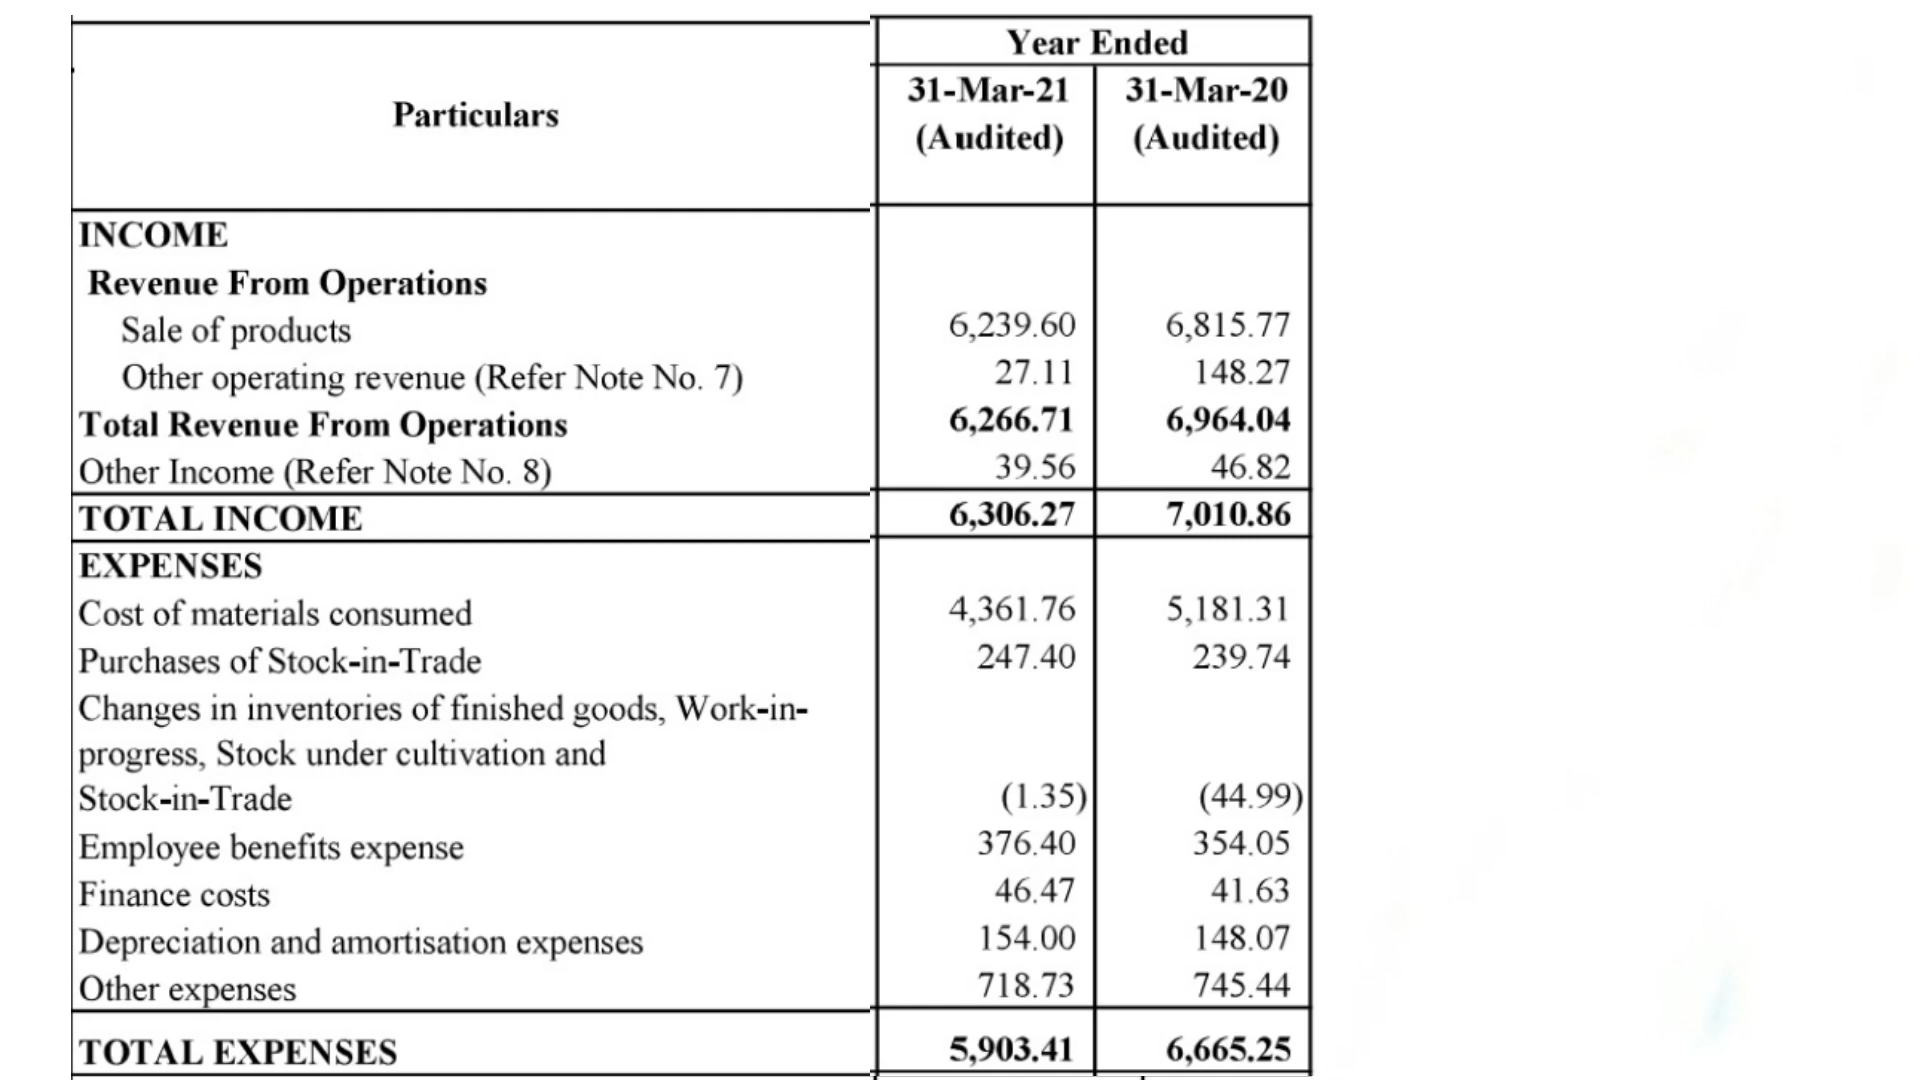 Particulars
Year Ended
31-Mar-21 31-Mar-20
(Audited) (Audited)
INCOME
Revenue From Operations
Sale of products 6,239.60 6,815.77
Other operating revenue (Refer Note No. 7) 27.11 148.27
Total Revenue From Operations 6,266.71 6,964.04
Other Income (Refer Note No. 8) 39.56 46.82
TOTAL INCOME 6,306.27 7,010.86
EXPENSES
Cost of materials consumed 4,361.76 5,181.31
Purchases of Stock-in-Trade 247.40 239.74
Changes in inventories of finished goods, Work-in-
progress, Stock under cultivation and
Stock-in-Trade (1.35) (44.99)
Employee benefits expense 376.40 354.05
Finance costs 46.47 41.63
Depreciation and amortisation expenses 154.00 148.07
Other expenses 718.73 745.44
TOTAL EXPENSES 5,903.41 6,665.25